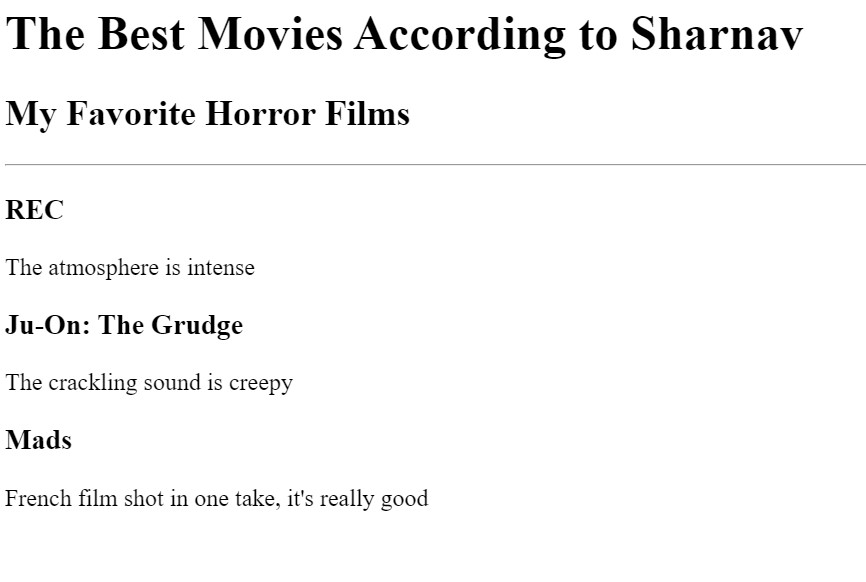 The Best Movies According to Sharnav
My Favorite Horror Films
REC
The atmosphere is intense
Ju-On: The Grudge
The crackling sound is creepy
Mads
French film shot in one take, it's really good